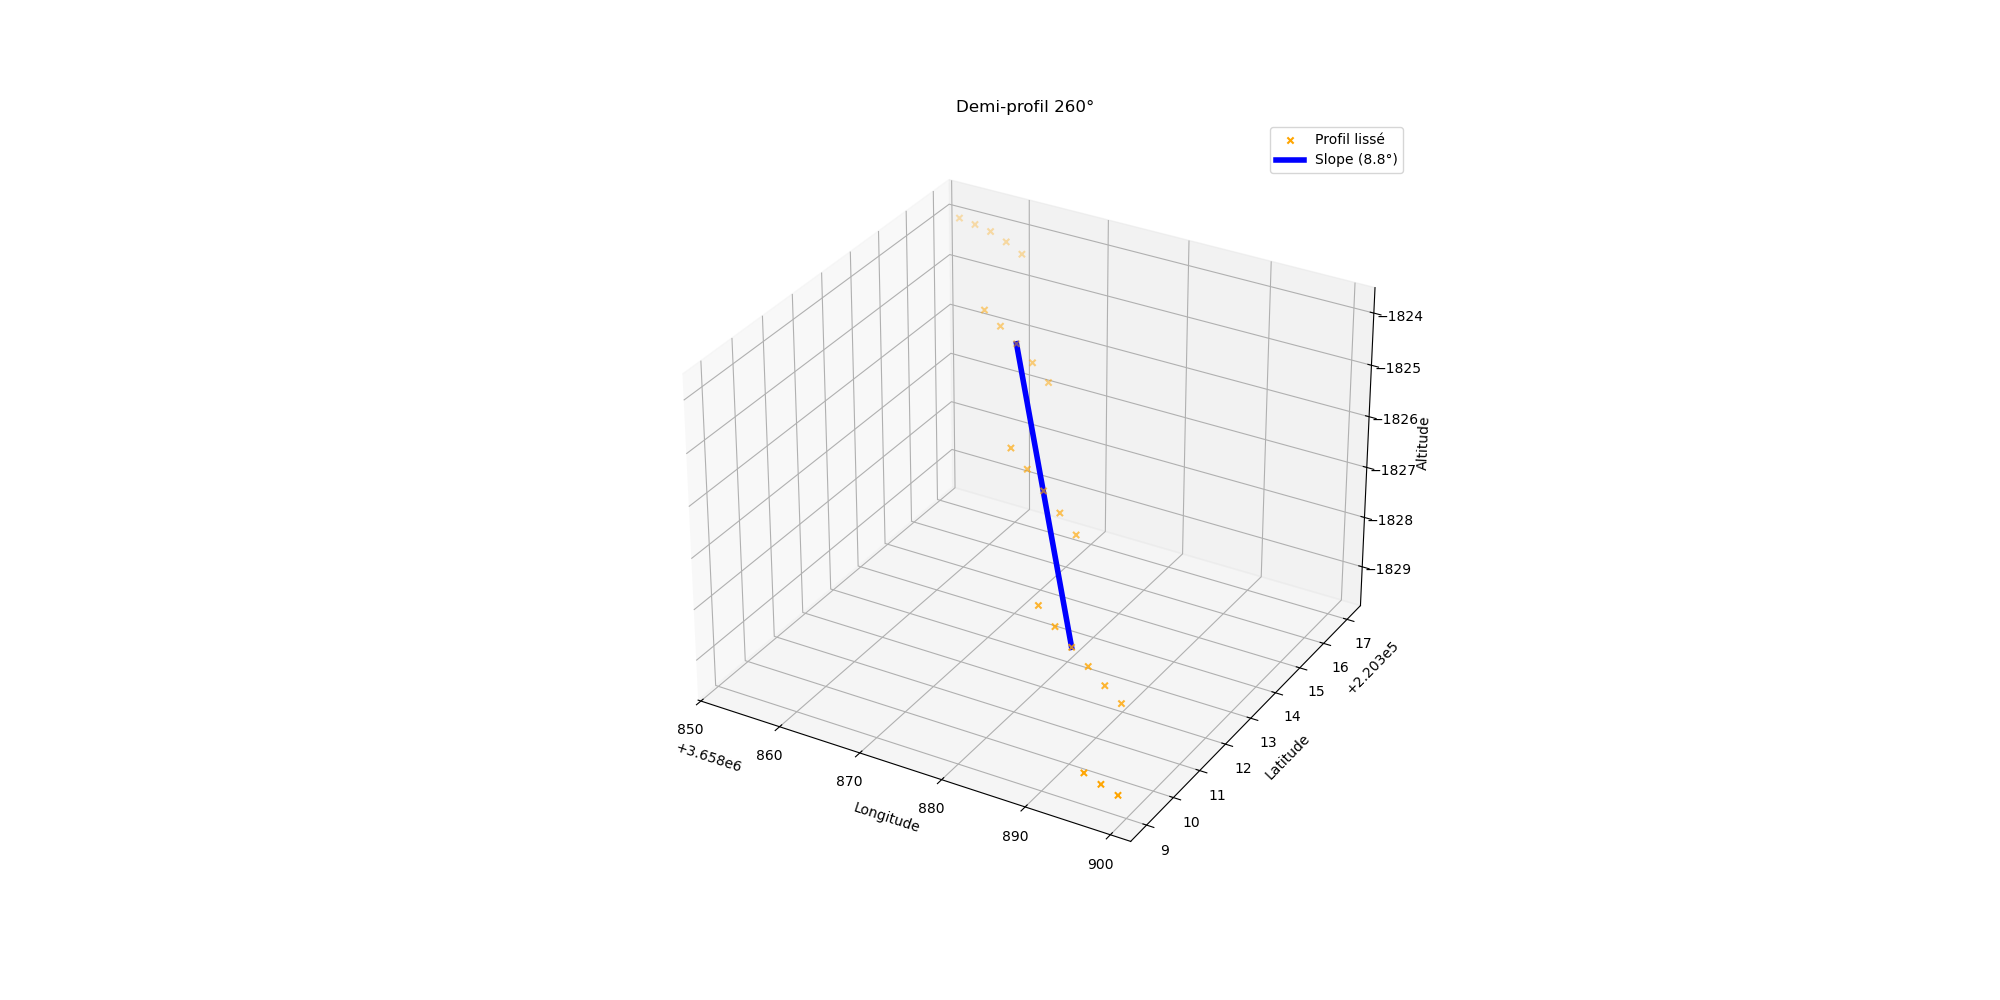 Demi-profil 260°
Profil lissé
Slope (8.8°)
−1824
−1825
−1826
−1827
−1828
−1829
Altitude
17
16
15
14
13
12
11
10
9
+2.203e5
Latitude
850
860
870
880
890
900
+3.658e6
Longitude